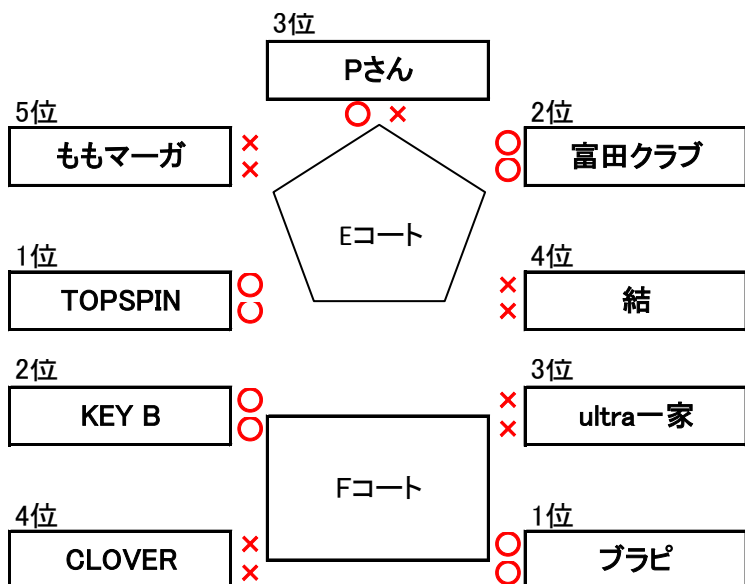 3位
Pさん
○ ×
5位
ももマーガ
×
×
2位
富田クラブ
○
○
Eコート
1位
TOPSPIN
○
○
4位
結
×
×
2位
KEY B
○
○
3位
ultra一家
×
×
Fコート
4位
CLOVER
×
×
1位
ブラピ
○
○